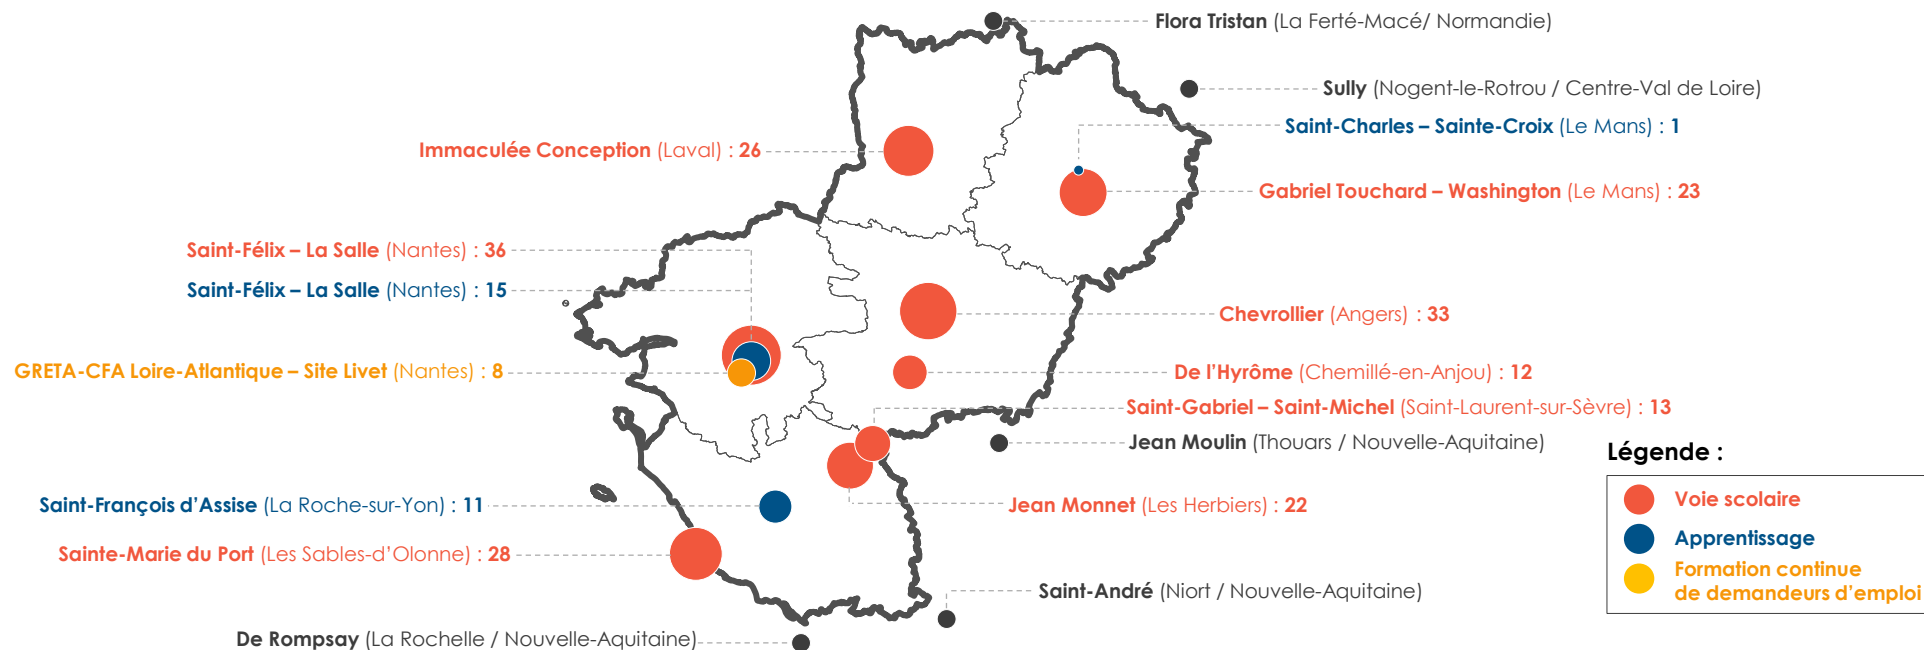 Flora Tristan (La Ferté-Macé/ Normandie)
Sully (Nogent-le-Rotrou / Centre-Val de Loire)
Saint-Charles – Sainte-Croix (Le Mans) : 1
Immaculée Conception (Laval) : 26
Gabriel Touchard – Washington (Le Mans) : 23
Saint-Félix – La Salle (Nantes) : 36
Saint-Félix – La Salle (Nantes) : 15
Chevrollier (Angers) : 33
GRETA-CFA Loire-Atlantique – Site Livet (Nantes) : 8
De l’Hyrôme (Chemillé-en-Anjou) : 12
Saint-Gabriel – Saint-Michel (Saint-Laurent-sur-Sèvre) : 13
Jean Moulin (Thouars / Nouvelle-Aquitaine)
Saint-François d’Assise (La Roche-sur-Yon) : 11
Jean Monnet (Les Herbiers) : 22
Sainte-Marie du Port (Les Sables-d’Olonne) : 28
Saint-André (Niort / Nouvelle-Aquitaine)
De Rompsay (La Rochelle / Nouvelle-Aquitaine)
Légende :
Voie scolaire
Apprentissage
Formation continue
de demandeurs d’emploi